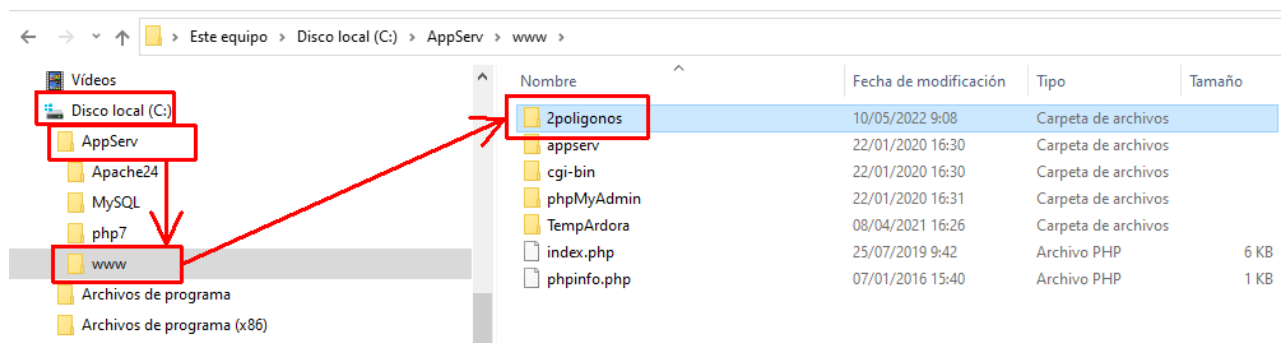 Este equipo > Disco local (C:) > AppServ > www >
Vídeos
Disco local (C:)
AppServ
Apache24
MySQL
php7
www
Archivos de programa
Archivos de programa (x86)
Nombre Fecha de modificación Tipo Tamaño
2poligonos 10/05/2022 9:08 Carpeta de archivos
appserv 22/01/2020 16:30 Carpeta de archivos
cgi-bin 22/01/2020 16:30 Carpeta de archivos
phpMyAdmin 22/01/2020 16:31 Carpeta de archivos
TempArdora 08/04/2021 16:26 Carpeta de archivos
index.php 25/07/2019 9:42 Archivo PHP 6 KB
phpinfo.php 07/01/2016 15:40 Archivo PHP 1 KB